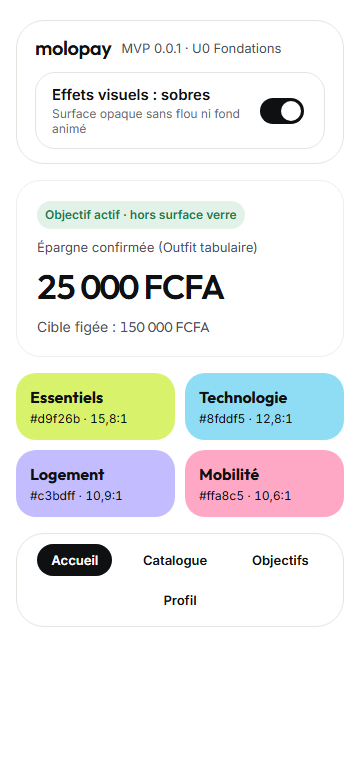 molopay MVP 0.0.1 · U0 Fondations
Effets visuels : sobres
Surface opaque sans flou ni fond
animé
Objectif actif · hors surface verre
Épargne confirmée (Outfit tabulaire)
25 000 FCFA
Cible figée : 150 000 FCFA
Essentiels
#d9f26b · 15,8:1
Technologie
#8fddf5 · 12,8:1
Logement
#c3bdff · 10,9:1
Mobilité
#ffa8c5 · 10,6:1
Accueil Catalogue Objectifs
Profil